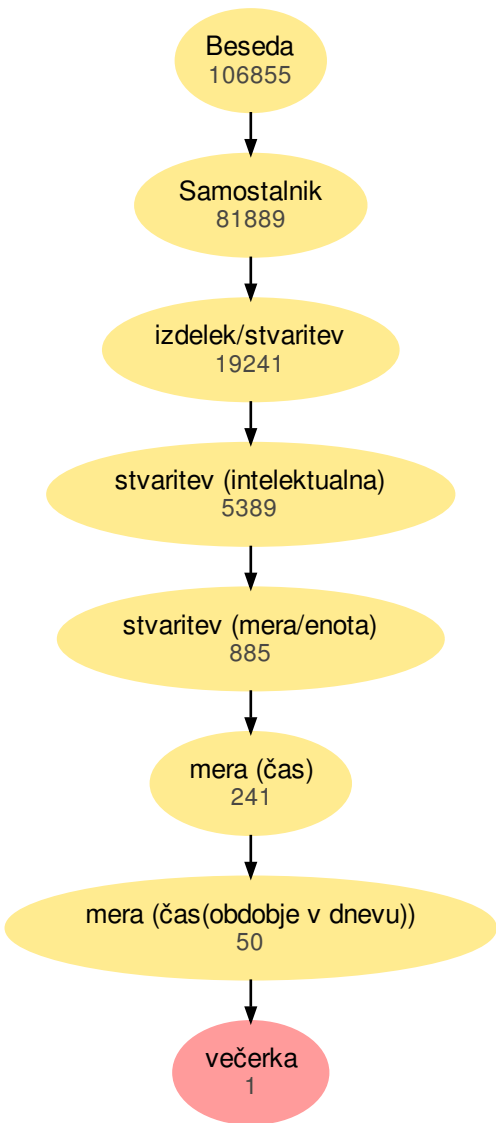 Beseda
106855
Samostalnik
81889
izdelek/stvaritev
19241
stvaritev (intelektualna)
5389
stvaritev (mera/enota)
885
mera (čas)
241
mera (čas(obdobje v dnevu))
50
večerka
1